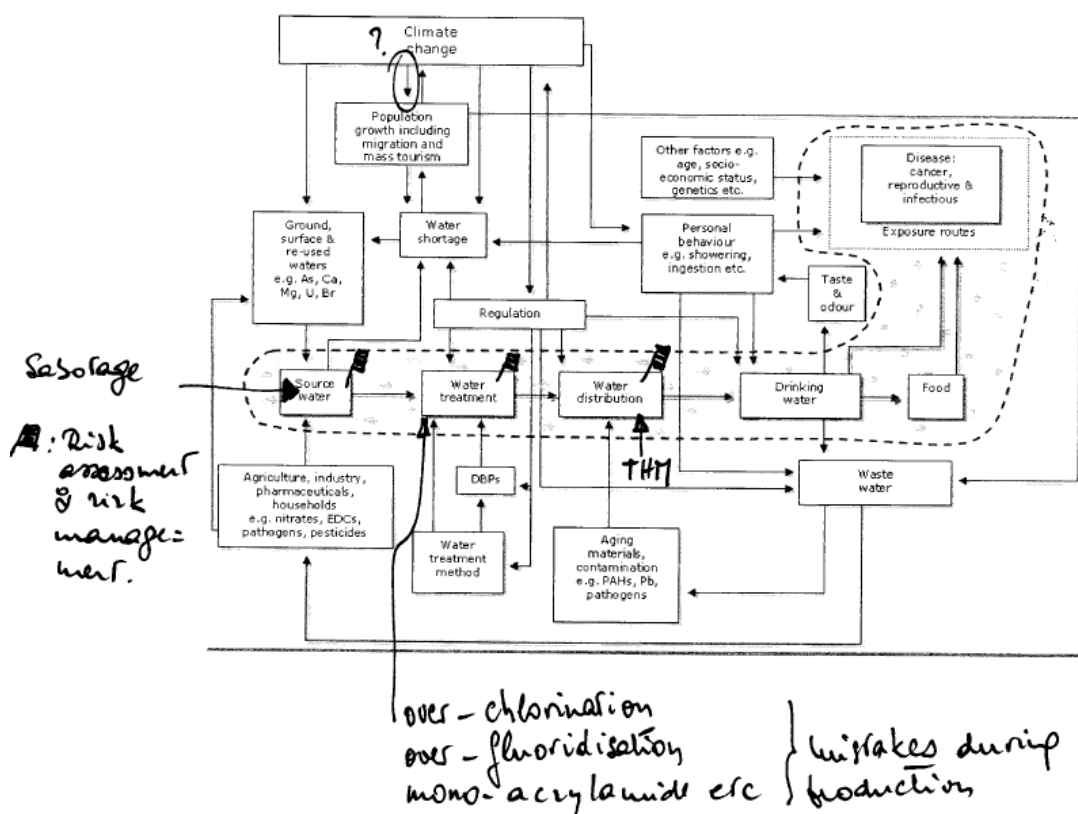 Climate
change
?
Population
growth including
migration and
mass tourism
Other factors e.g.
age, socio-
economic status,
genetics etc.
Disease:
cancer,
reproductive &
infectious
Exposure routes
Ground,
surface &
re-used
waters
e.g. As, Ca,
Mg, U, Br
Water
shortage
Personal
behaviour
e.g. showering,
ingestion etc.
Taste
&
odour
Regulation
Sabotage
Source
water
Water
treatment
Water
distribution
Drinking
water
Food
: Risk
assessment
& risk
manage=
ment.
THM
Agriculture, industry,
pharmaceuticals,
households
e.g. nitrates, EDCs,
pathogens, pesticides
DBPs
Water
treatment
method
Aging
materials,
contamination
e.g. PAHs, Pb,
pathogens
Waste
water
over-chlorination
over-fluoridisation
mono-acrylamide etc
mistakes during
production